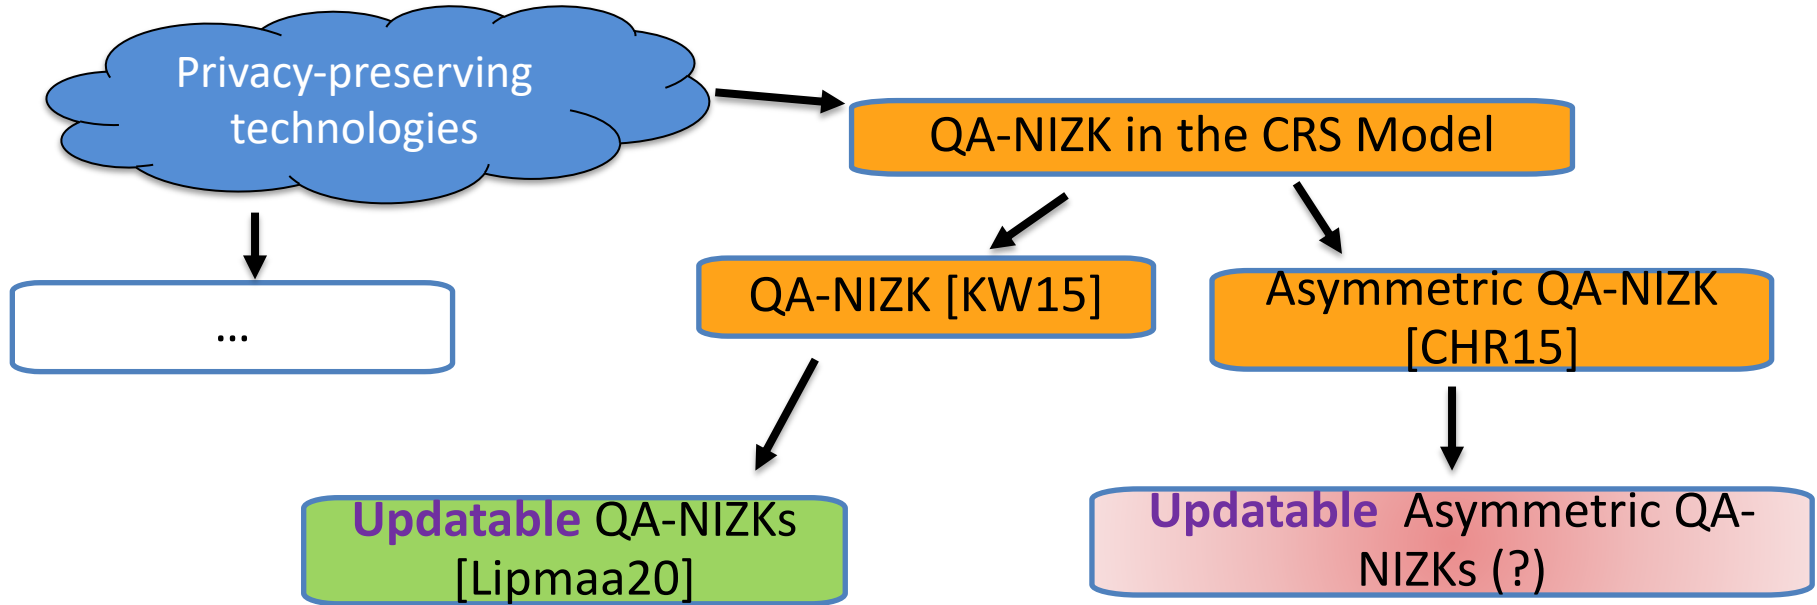 Privacy-preserving
technologies
QA-NIZK in the CRS Model
QA-NIZK [KW15]
Asymmetric QA-NIZK
[CHR15]
...
Updatable QA-NIZKs
[Lipmaa20]
Updatable Asymmetric QA-
NIZKs (?)